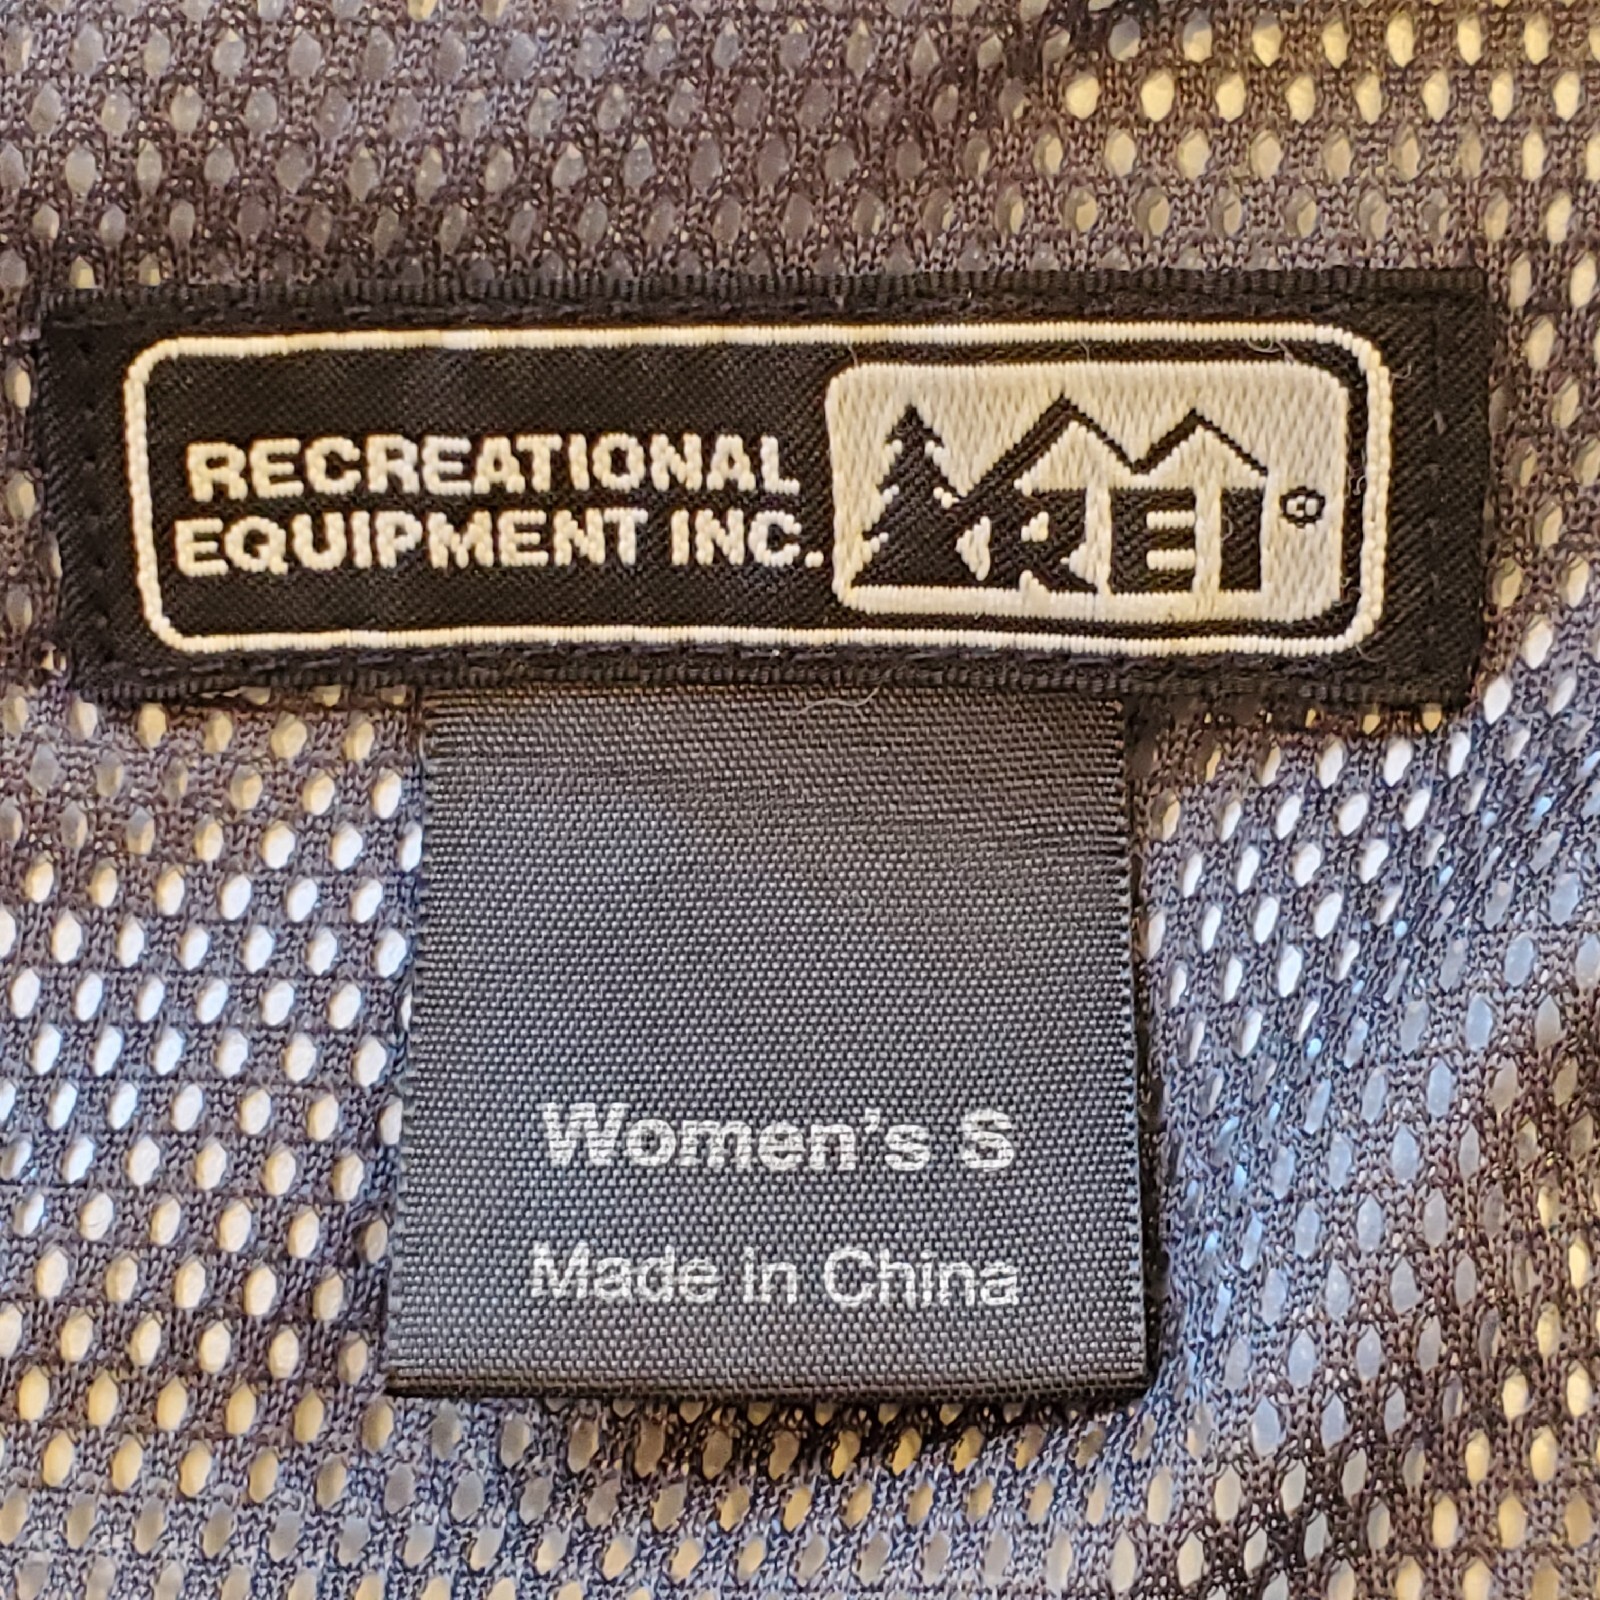 RECREATIONAL
EQUIPMENT INC.
REI®
Women's S
Made in China